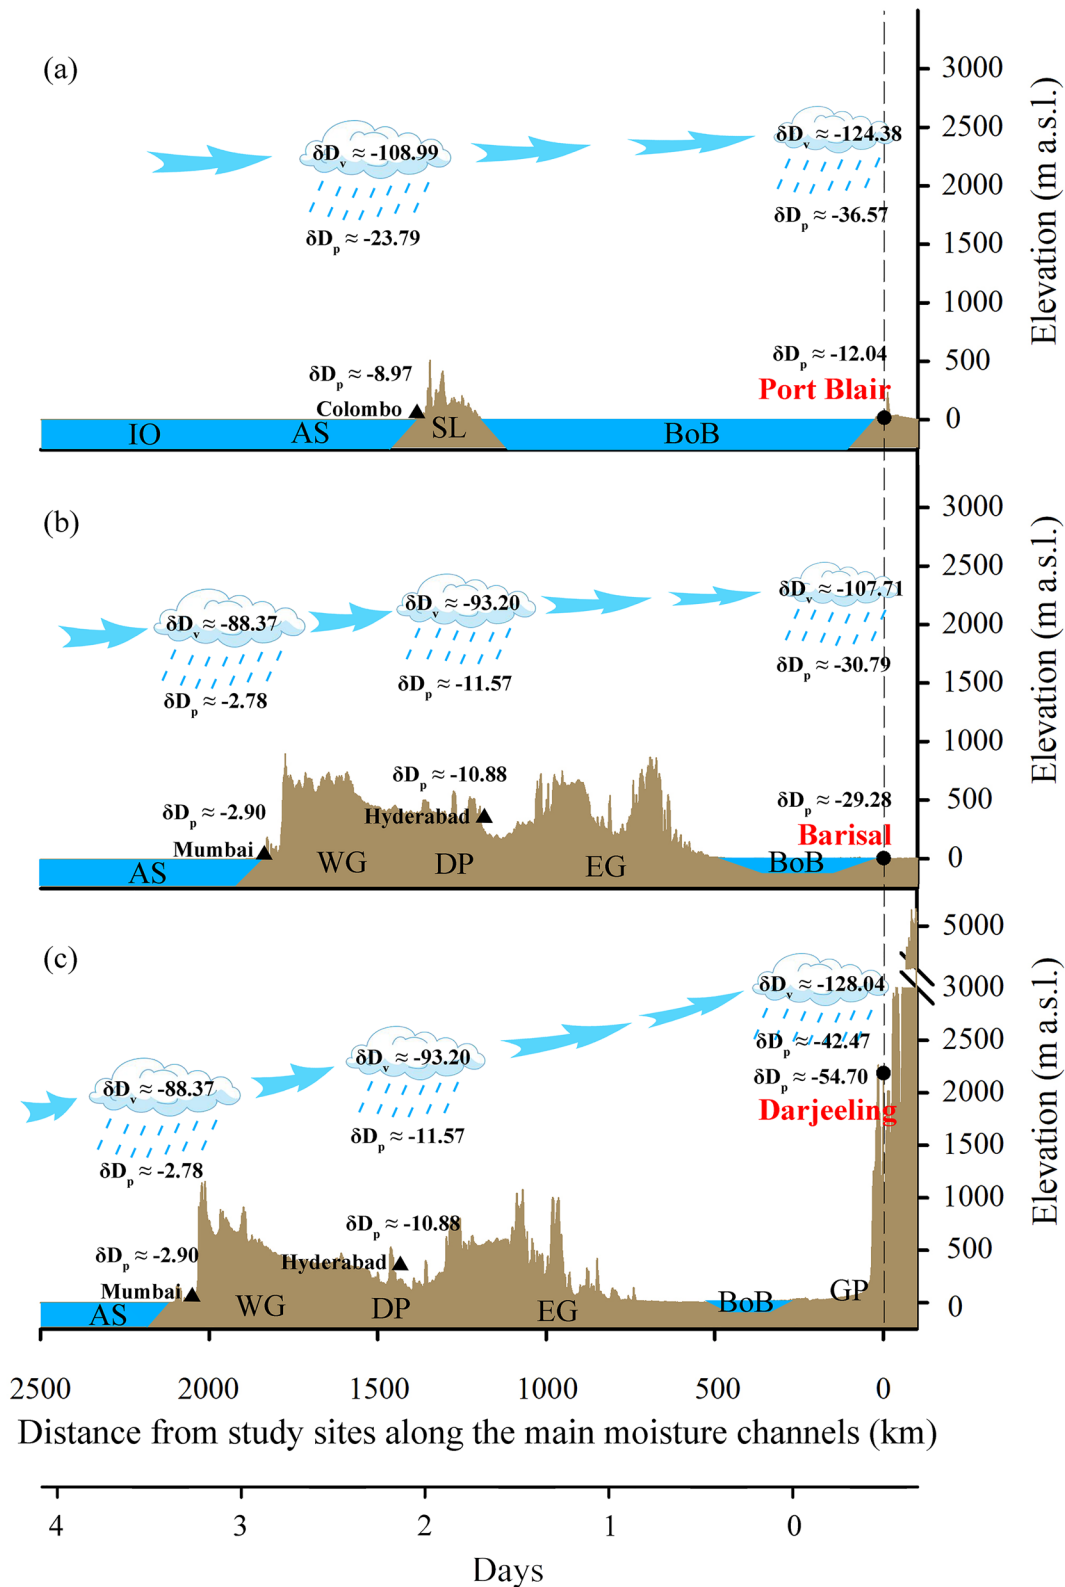 (a)
3000
2500
2000
1500
1000
500
0
Elevation (m a.s.l.)
δDv ≈ -108.99
δDv ≈ -124.38
δDp ≈ -23.79
δDp ≈ -36.57
δDp ≈ -8.97
δDp ≈ -12.04
Colombo
Port Blair
IO
AS
SL
BoB
(b)
3000
2500
2000
1500
1000
500
0
Elevation (m a.s.l.)
δDv ≈ -88.37
δDv ≈ -93.20
δDv ≈ -107.71
δDp ≈ -2.78
δDp ≈ -11.57
δDp ≈ -30.79
δDp ≈ -2.90
δDp ≈ -10.88
δDp ≈ -29.28
Mumbai
Hyderabad
Barisal
AS
WG
DP
EG
BoB
(c)
5000
3000
2500
2000
1500
1000
500
0
Elevation (m a.s.l.)
δDv ≈ -88.37
δDv ≈ -93.20
δDv ≈ -128.04
δDp ≈ -2.78
δDp ≈ -11.57
δDp ≈ -42.47
δDp ≈ -54.70
Darjeeling
δDp ≈ -2.90
δDp ≈ -10.88
Mumbai
Hyderabad
AS
WG
DP
EG
BoB
GP
2500 2000 1500 1000 500 0
Distance from study sites along the main moisture channels (km)
4 3 2 1 0
Days